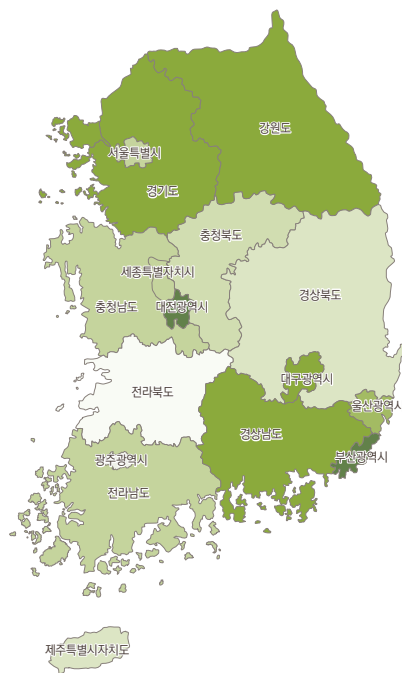 강원도
서울특별시
경기도
충청북도
세종특별자치시
경상북도
충청남도
대전광역시
대구광역시
전라북도
울산광역시
경상남도
부산광역시
광주광역시
전라남도
제주특별시자치도